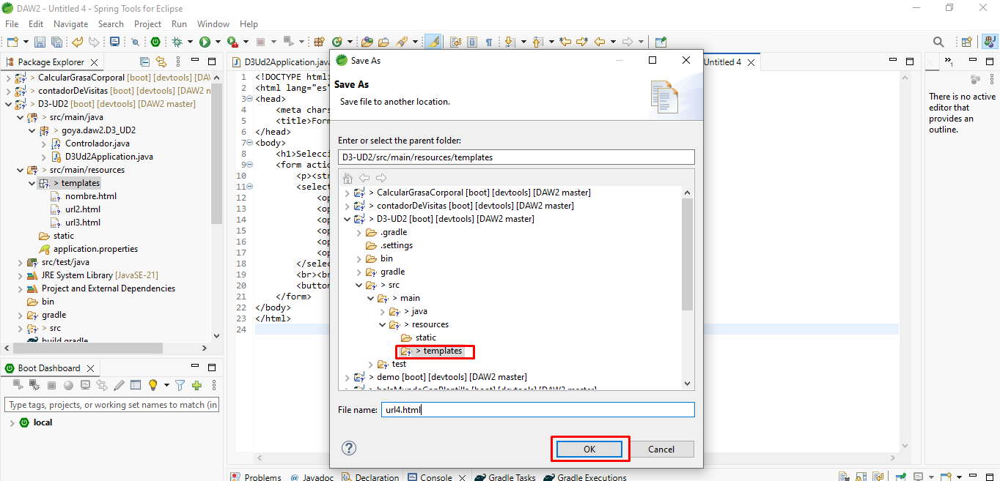 DAW2 - Untitled 4 - Spring Tools for Eclipse
File Edit Navigate Search Project Run Window Help
Package Explorer
> CalcularGrasaCorporal [boot] [devtools] [DAW
> contadorDeVisitas [boot] [devtools] [DAW2 n
> D3-UD2 [boot] [devtools] [DAW2 master]
> src/main/java
> goya.daw2.D3_UD2
> Controlador.java
D3Ud2Application.java
> src/main/resources
> templates
nombre.html
url2.html
url3.html
static
application.properties
src/test/java
JRE System Library [JavaSE-21]
Project and External Dependencies
bin
gradle
> src
build.gradle
Boot Dashboard
Type tags, projects, or working set names to match (in
local
D3Ud2Application.java
Untitled 4
1 <!DOCTYPE html>
2 <html lang="es"
3 <head>
4 <meta chars
5 <title>Form
6 </head>
7 <body>
8 <h1>Selecci
9 <form actio
10 <p><str
11 <select
12 <op
13 <op
14 <op
15 <op
16 <op
17 <op
18 </selec
19 <br><br
20 <button
21 </form>
22 </body>
23 </html>
24
Save As
Save As
Save file to another location.
Enter or select the parent folder:
D3-UD2/src/main/resources/templates
> CalcularGrasaCorporal [boot] [devtools] [DAW2 master]
> contadorDeVisitas [boot] [devtools] [DAW2 master]
> D3-UD2 [boot] [devtools] [DAW2 master]
.gradle
.settings
bin
gradle
> src
> main
> java
> resources
static
> templates
test
> demo [boot] [devtools] [DAW2 master]
> holaMundoConPlantilla [boot] [devtools] [DAW2 master]
File name: url4.html
OK Cancel
There is no active
editor that
provides an
outline.
Problems @ Javadoc Declaration Console Gradle Tasks Gradle Executions